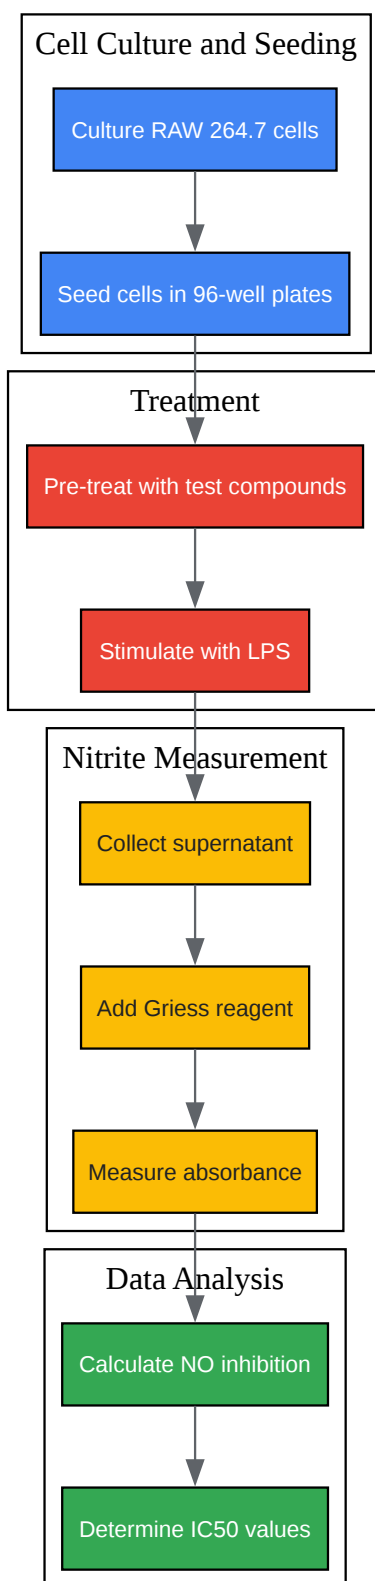 Cell Culture and Seeding
Culture RAW 264.7 cells
Seed cells in 96-well plates
Treatment
Pre-treat with test compounds
Stimulate with LPS
Nitrite Measurement
Collect supernatant
Add Griess reagent
Measure absorbance
Data Analysis
Calculate NO inhibition
Determine IC50 values